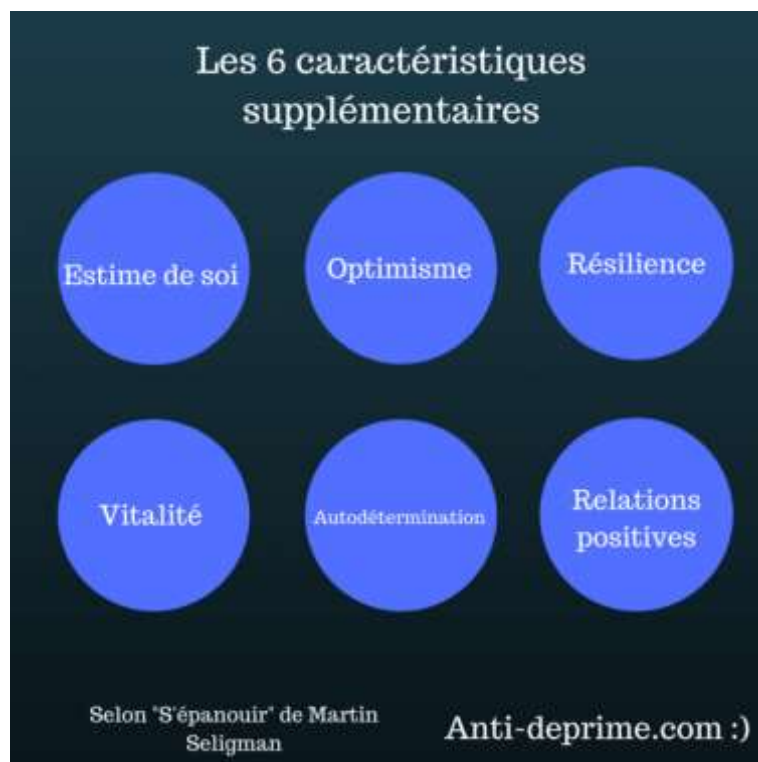 Les 6 caractéristiques
supplémentaires
Estime de soi
Optimisme
Résilience
Vitalité
Autodétermination
Relations
positives
Selon "S'épanouir" de Martin
Seligman
Anti-deprime.com :)